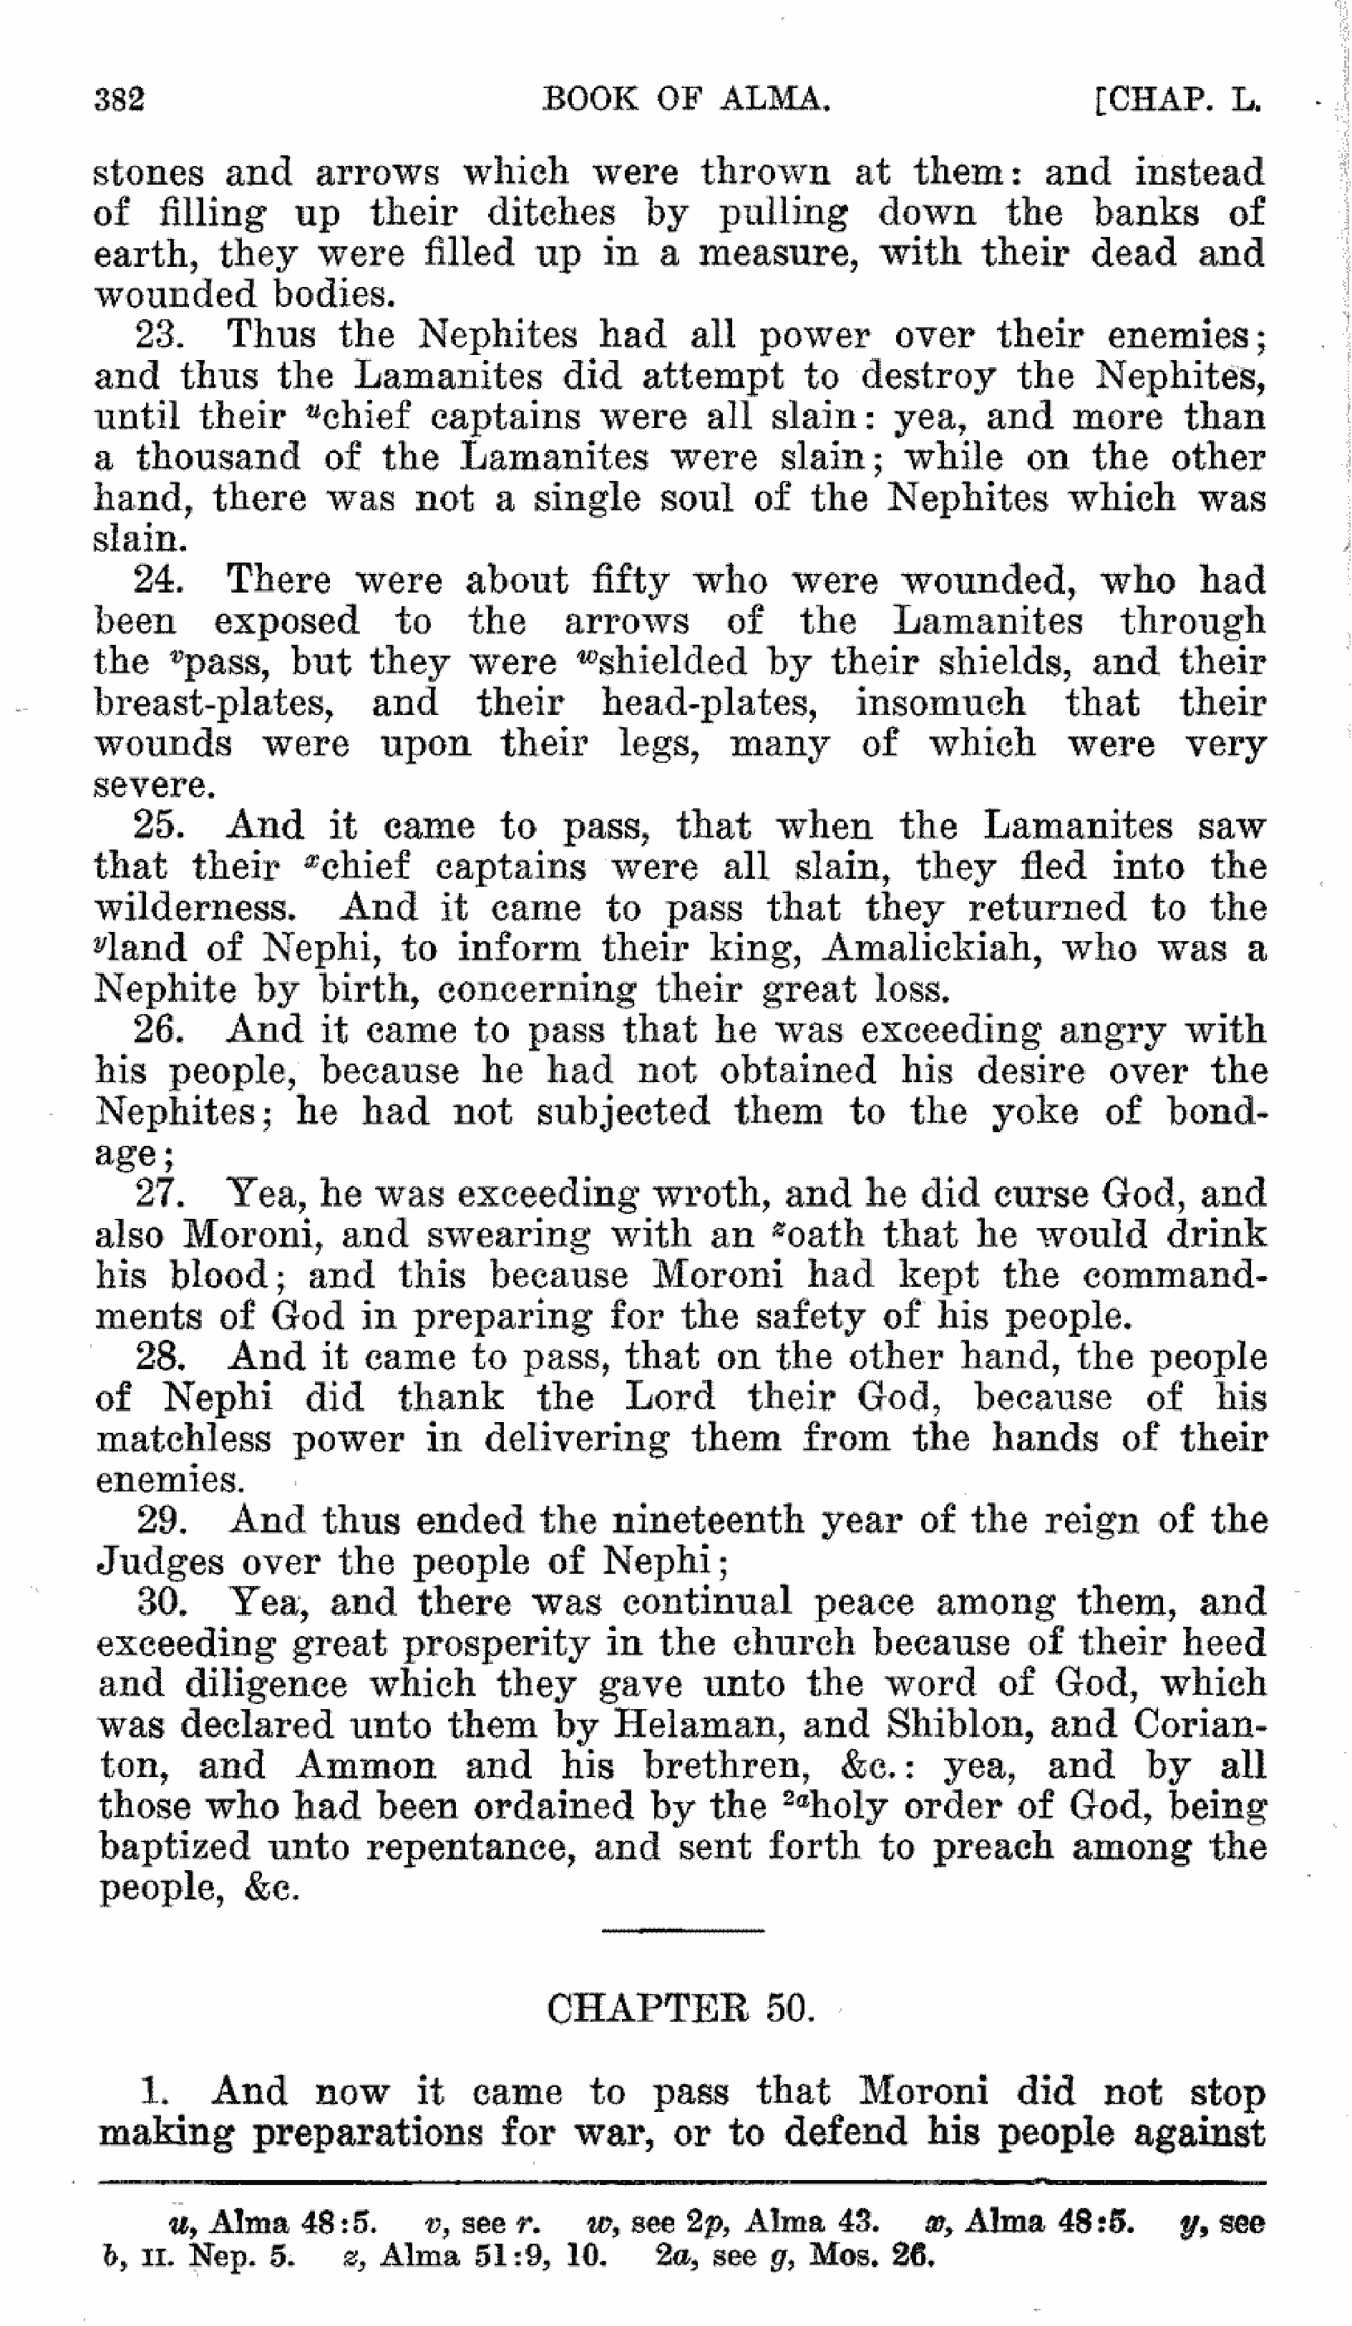 382 BOOK OF ALMA. [CHAP. L.
stones and arrows which were thrown at them: and instead
of filling up their ditches by pulling down the banks of
earth, they were filled up in a measure, with their dead and
wounded bodies.
23. Thus the Nephites had all power over their enemies;
and thus the Lamanites did attempt to destroy the Nephites,
until their ᵘchief captains were all slain: yea, and more than
a thousand of the Lamanites were slain; while on the other
hand, there was not a single soul of the Nephites which was
slain.
24. There were about fifty who were wounded, who had
been exposed to the arrows of the Lamanites through
the ᵛpass, but they were ʷshielded by their shields, and their
breast-plates, and their head-plates, insomuch that their
wounds were upon their legs, many of which were very
severe.
25. And it came to pass, that when the Lamanites saw
that their ˣchief captains were all slain, they fled into the
wilderness. And it came to pass that they returned to the
ʸland of Nephi, to inform their king, Amalickiah, who was a
Nephite by birth, concerning their great loss.
26. And it came to pass that he was exceeding angry with
his people, because he had not obtained his desire over the
Nephites; he had not subjected them to the yoke of bond-
age;
27. Yea, he was exceeding wroth, and he did curse God, and
also Moroni, and swearing with an ᶻoath that he would drink
his blood; and this because Moroni had kept the command-
ments of God in preparing for the safety of his people.
28. And it came to pass, that on the other hand, the people
of Nephi did thank the Lord their God, because of his
matchless power in delivering them from the hands of their
enemies.
29. And thus ended the nineteenth year of the reign of the
Judges over the people of Nephi;
30. Yea, and there was continual peace among them, and
exceeding great prosperity in the church because of their heed
and diligence which they gave unto the word of God, which
was declared unto them by Helaman, and Shiblon, and Corian-
ton, and Ammon and his brethren, &c.: yea, and by all
those who had been ordained by the ²ᵃholy order of God, being
baptized unto repentance, and sent forth to preach among the
people, &c.
CHAPTER 50.
1. And now it came to pass that Moroni did not stop
making preparations for war, or to defend his people against
u, Alma 48:5. v, see r. w, see 2p, Alma 43. x, Alma 48:5. y, see
b, II. Nep. 5. z, Alma 51:9, 10. 2a, see g, Mos. 26.